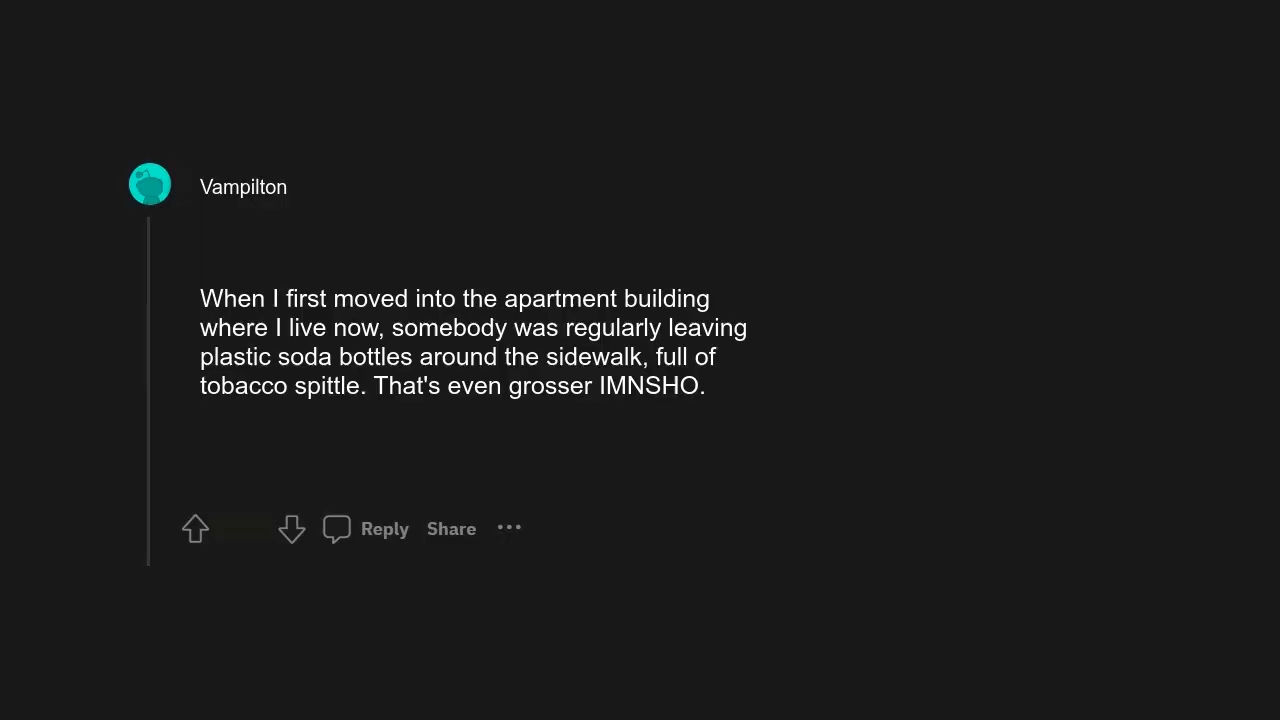 Vampilton
When I first moved into the apartment building
where I live now, somebody was regularly leaving
plastic soda bottles around the sidewalk, full of
tobacco spittle. That's even grosser IMNSHO.
Reply Share